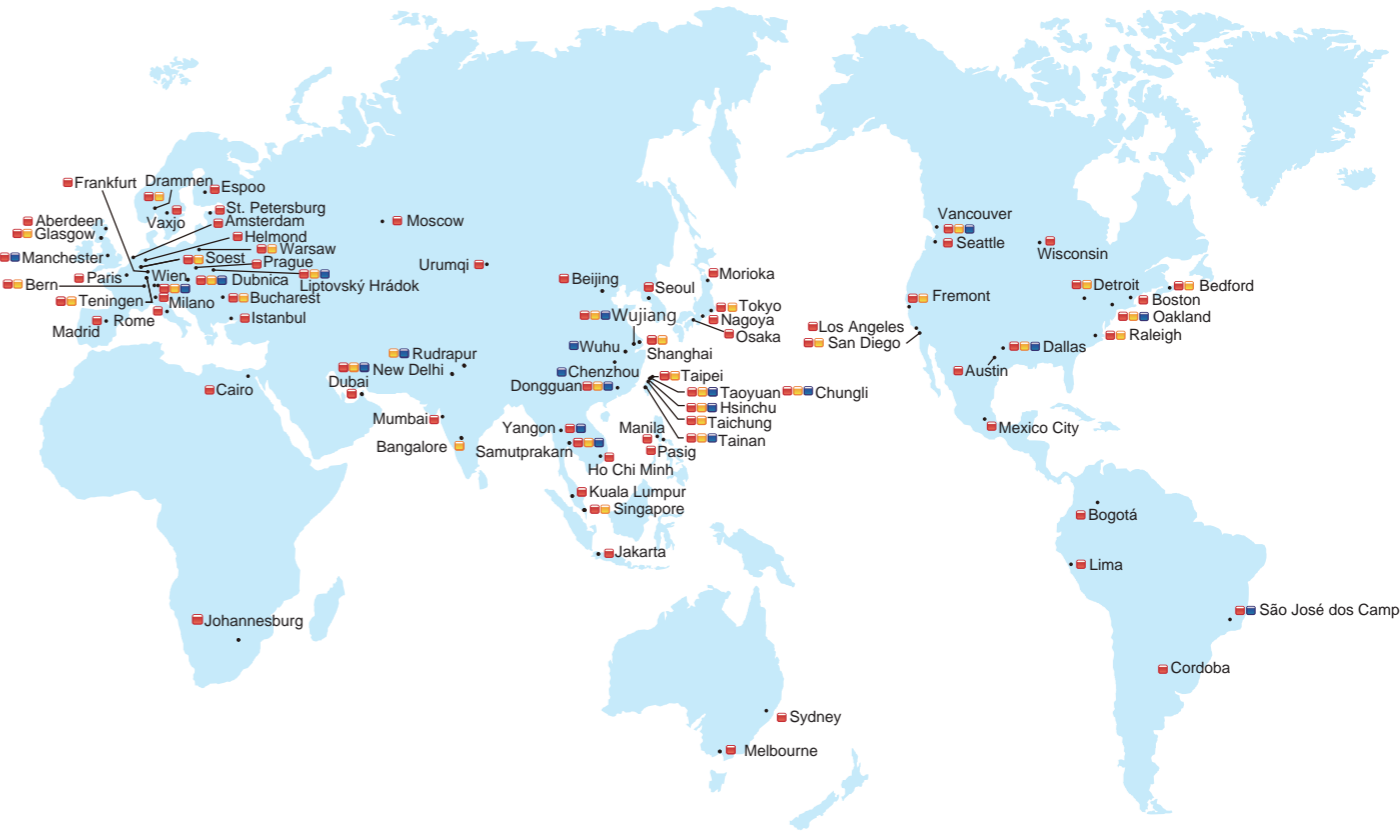 Frankfurt
Drammen
Espoo
Aberdeen
Vaxjo
St. Petersburg
Amsterdam
Moscow
Glasgow
Helmond
Manchester
Soest
Warsaw
Prague
Paris
Wien
Dubnica
Liptovský Hrádok
Bern
Teningen
Milano
Bucharest
Madrid
Rome
Istanbul
Urumqi
Beijing
Seoul
Morioka
Wujiang
Tokyo
Nagoya
Osaka
Wuhu
Shanghai
Rudrapur
New Delhi
Dubai
Cairo
Chenzhou
Dongguan
Taipei
Taoyuan
Chungli
Hsinchu
Taichung
Tainan
Mumbai
Bangalore
Yangon
Samutprakarn
Manila
Pasig
Ho Chi Minh
Kuala Lumpur
Singapore
Jakarta
Johannesburg
Sydney
Melbourne
Vancouver
Seattle
Wisconsin
Fremont
Detroit
Bedford
Boston
Oakland
Los Angeles
San Diego
Raleigh
Dallas
Austin
Mexico City
Bogotá
Lima
São José dos Camp
Cordoba